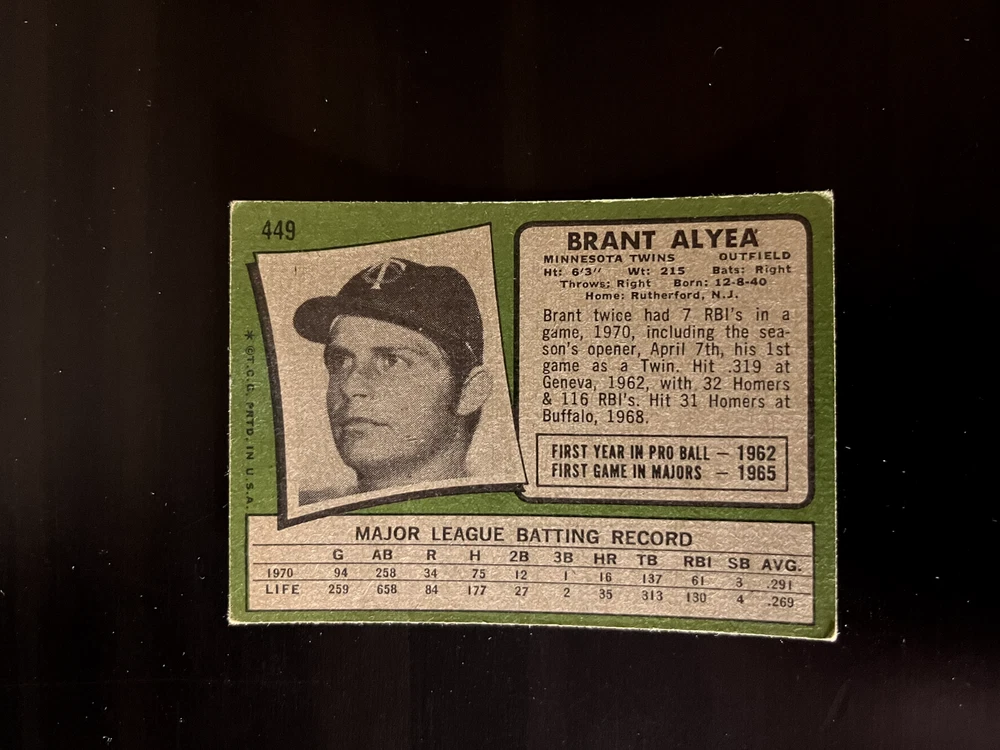 449
BRANT ALYEA
MINNESOTA TWINS OUTFIELD
Ht: 6'3" Wt: 215 Bats: Right
Throws: Right Born: 12-8-40
Home: Rutherford, N.J.
Brant twice had 7 RBI's in a
game, 1970, including the sea-
son's opener, April 7th, his 1st
game as a Twin. Hit .319 at
Geneva, 1962, with 32 Homers
& 116 RBI's. Hit 31 Homers at
Buffalo, 1968.
FIRST YEAR IN PRO BALL — 1962
FIRST GAME IN MAJORS — 1965
TC
* ©T.C.G. PRTD. IN U.S.A.
MAJOR LEAGUE BATTING RECORD
G AB R H 2B 3B HR TB RBI SB AVG.
1970 94 258 34 75 12 1 16 137 61 3 .291
LIFE 259 658 84 177 27 2 35 313 130 4 .269